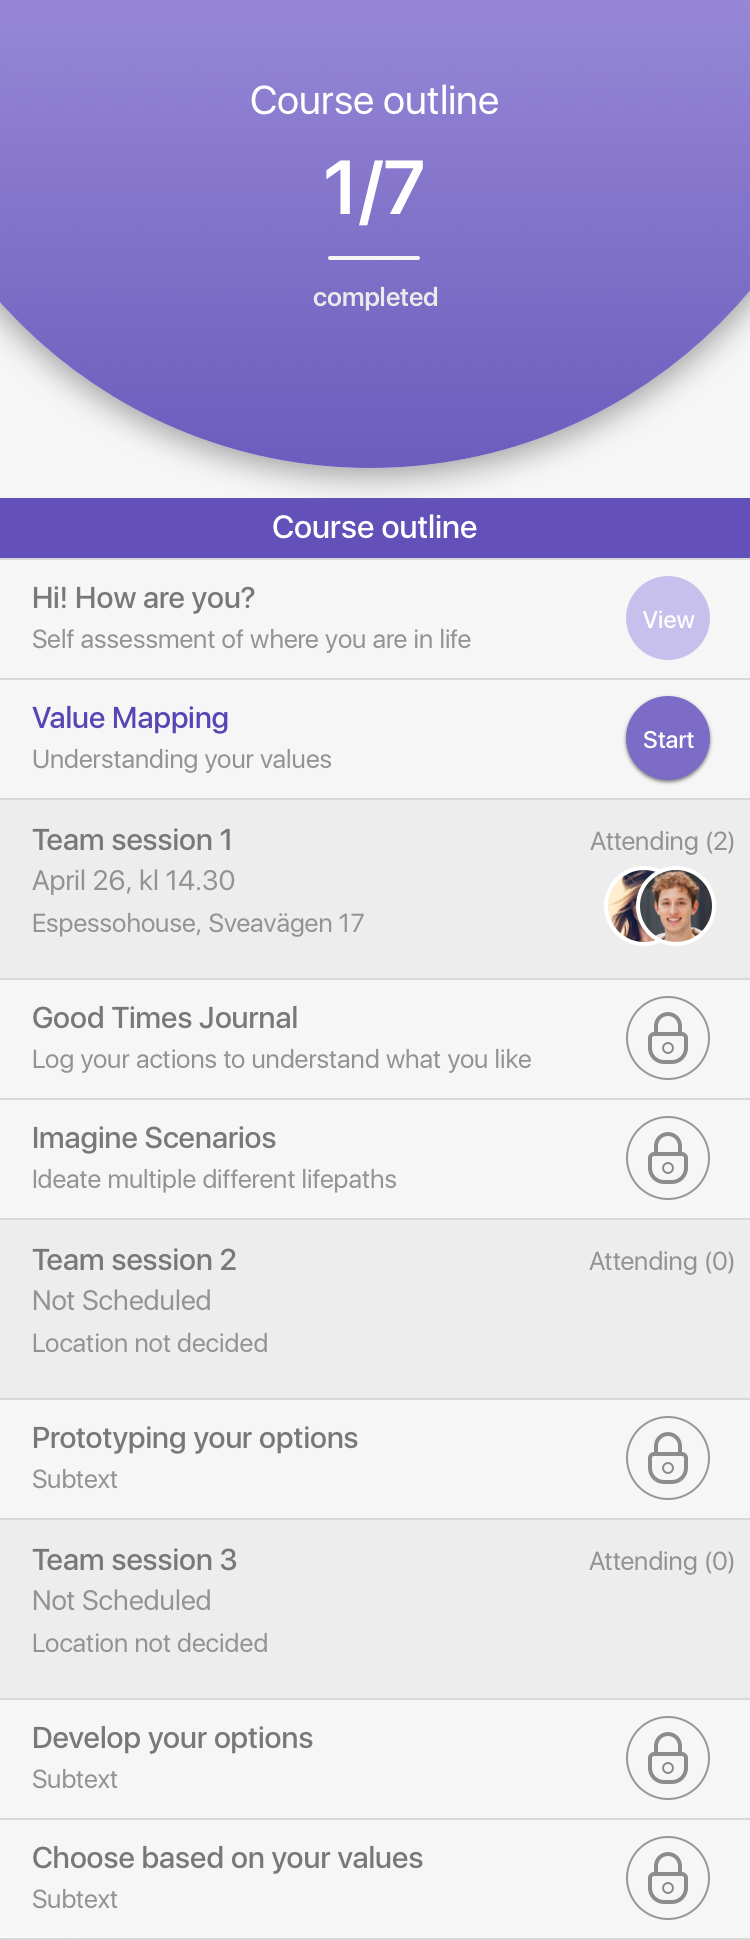 Course outline
1/7
completed
Course outline
Hi! How are you?
Self assessment of where you are in life
View
Value Mapping
Understanding your values
Start
Team session 1
Attending (2)
April 26, kl 14.30
Espessohouse, Sveavägen 17
Good Times Journal
Log your actions to understand what you like
Imagine Scenarios
Ideate multiple different lifepaths
Team session 2
Attending (0)
Not Scheduled
Location not decided
Prototyping your options
Subtext
Team session 3
Attending (0)
Not Scheduled
Location not decided
Develop your options
Subtext
Choose based on your values
Subtext